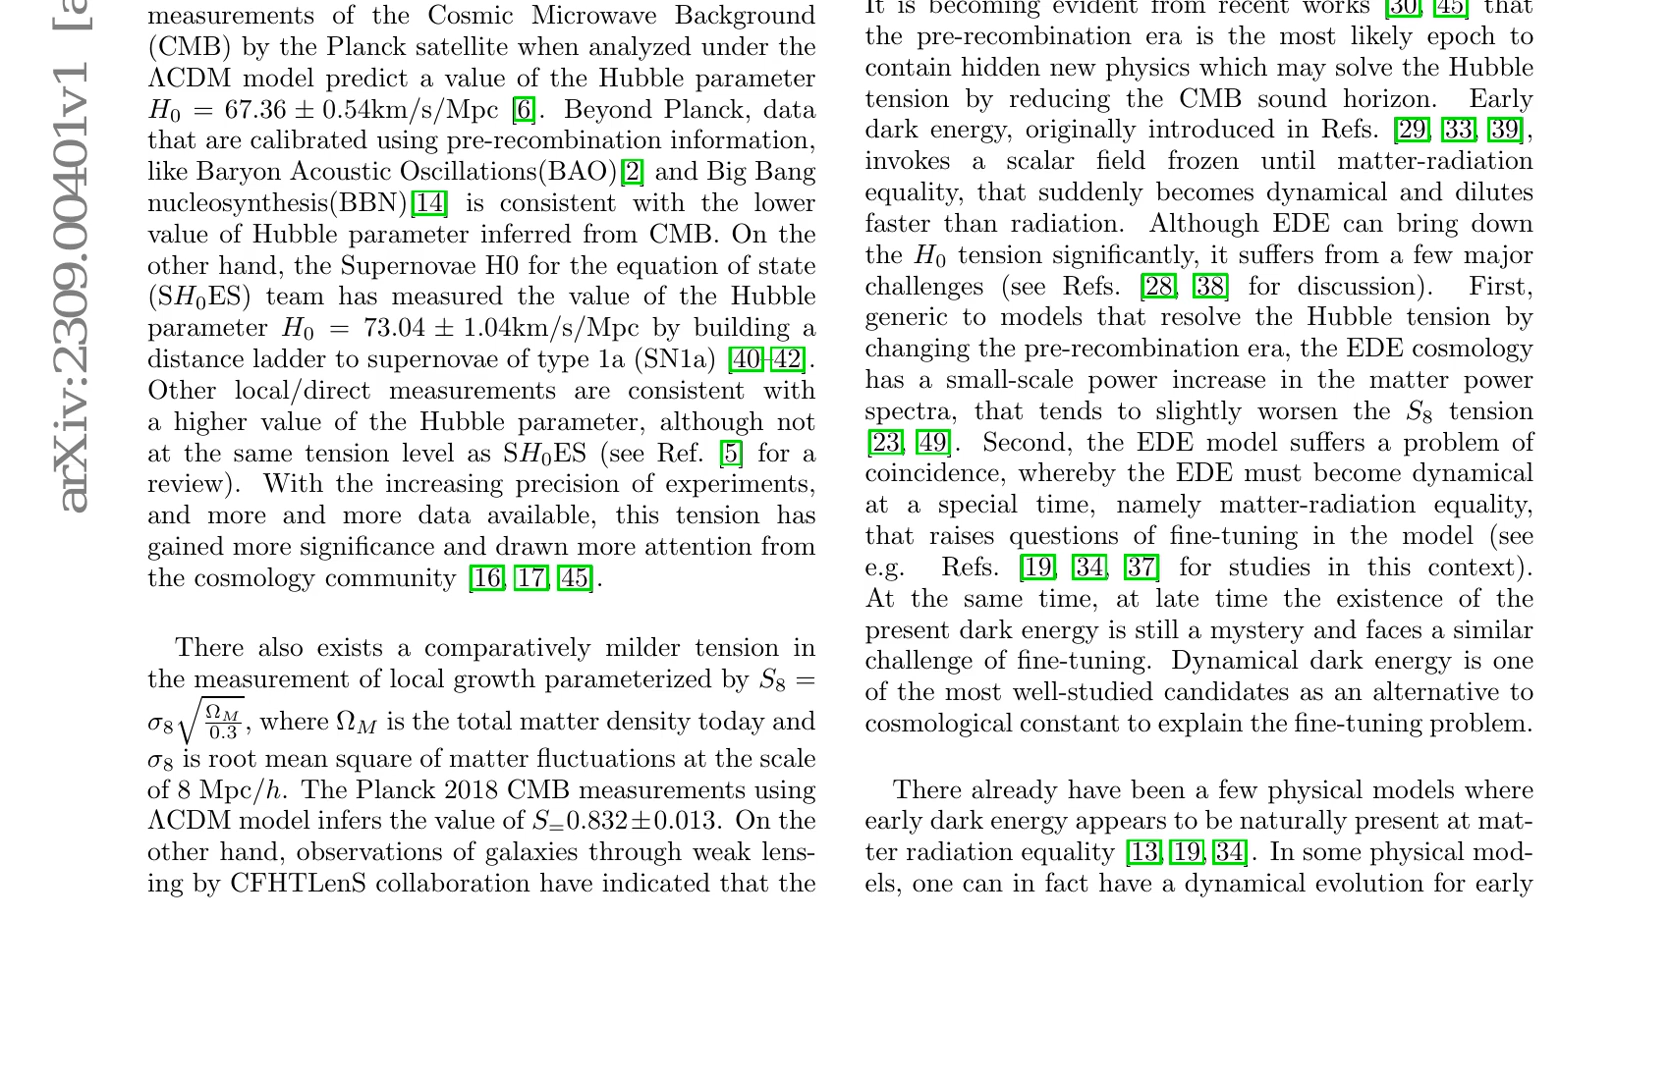 arXiv:2309.00401v1 [a
measurements of the Cosmic Microwave Background
(CMB) by the Planck satellite when analyzed under the
ΛCDM model predict a value of the Hubble parameter
H₀ = 67.36 ± 0.54km/s/Mpc [6]. Beyond Planck, data
that are calibrated using pre-recombination information,
like Baryon Acoustic Oscillations(BAO)[2] and Big Bang
nucleosynthesis(BBN)[14] is consistent with the lower
value of Hubble parameter inferred from CMB. On the
other hand, the Supernovae H0 for the equation of state
(SH₀ES) team has measured the value of the Hubble
parameter H₀ = 73.04 ± 1.04km/s/Mpc by building a
distance ladder to supernovae of type 1a (SN1a) [40–42].
Other local/direct measurements are consistent with
a higher value of the Hubble parameter, although not
at the same tension level as SH₀ES (see Ref. [5] for a
review). With the increasing precision of experiments,
and more and more data available, this tension has
gained more significance and drawn more attention from
the cosmology community [16, 17, 45].
There also exists a comparatively milder tension in
the measurement of local growth parameterized by S₈ =
σ₈√(Ω_M/0.3), where Ω_M is the total matter density today and
σ₈ is root mean square of matter fluctuations at the scale
of 8 Mpc/h. The Planck 2018 CMB measurements using
ΛCDM model infers the value of S₌0.832±0.013. On the
other hand, observations of galaxies through weak lens-
ing by CFHTLenS collaboration have indicated that the
It is becoming evident from recent works [30, 45] that
the pre-recombination era is the most likely epoch to
contain hidden new physics which may solve the Hubble
tension by reducing the CMB sound horizon. Early
dark energy, originally introduced in Refs. [29, 33, 39],
invokes a scalar field frozen until matter-radiation
equality, that suddenly becomes dynamical and dilutes
faster than radiation. Although EDE can bring down
the H₀ tension significantly, it suffers from a few major
challenges (see Refs. [28, 38] for discussion). First,
generic to models that resolve the Hubble tension by
changing the pre-recombination era, the EDE cosmology
has a small-scale power increase in the matter power
spectra, that tends to slightly worsen the S₈ tension
[23, 49]. Second, the EDE model suffers a problem of
coincidence, whereby the EDE must become dynamical
at a special time, namely matter-radiation equality,
that raises questions of fine-tuning in the model (see
e.g. Refs. [19, 34, 37] for studies in this context).
At the same time, at late time the existence of the
present dark energy is still a mystery and faces a similar
challenge of fine-tuning. Dynamical dark energy is one
of the most well-studied candidates as an alternative to
cosmological constant to explain the fine-tuning problem.
There already have been a few physical models where
early dark energy appears to be naturally present at mat-
ter radiation equality [13, 19, 34]. In some physical mod-
els, one can in fact have a dynamical evolution for early